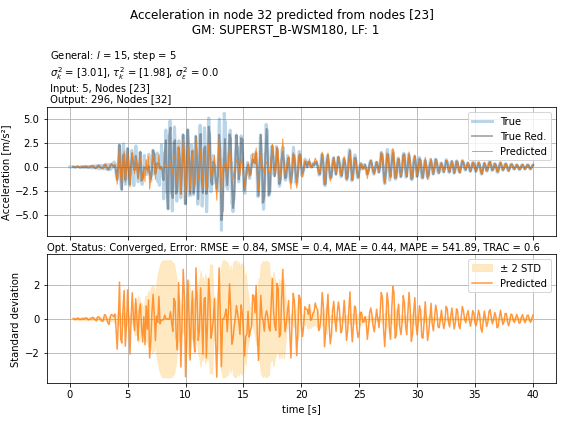 Acceleration in node 32 predicted from nodes [23]
GM: SUPERST_B-WSM180, LF: 1
General: l = 15, step = 5
σ²ₖ = [3.01], τ²ₖ = [1.98], σ²ᵣ = 0.0
Input: 5, Nodes [23]
Output: 296, Nodes [32]
Acceleration [m/s²]
5.0
2.5
0.0
−2.5
−5.0
True
True Red.
Predicted
Opt. Status: Converged, Error: RMSE = 0.84, SMSE = 0.4, MAE = 0.44, MAPE = 541.89, TRAC = 0.6
Standard deviation
2
0
−2
± 2 STD
Predicted
0 5 10 15 20 25 30 35 40
time [s]